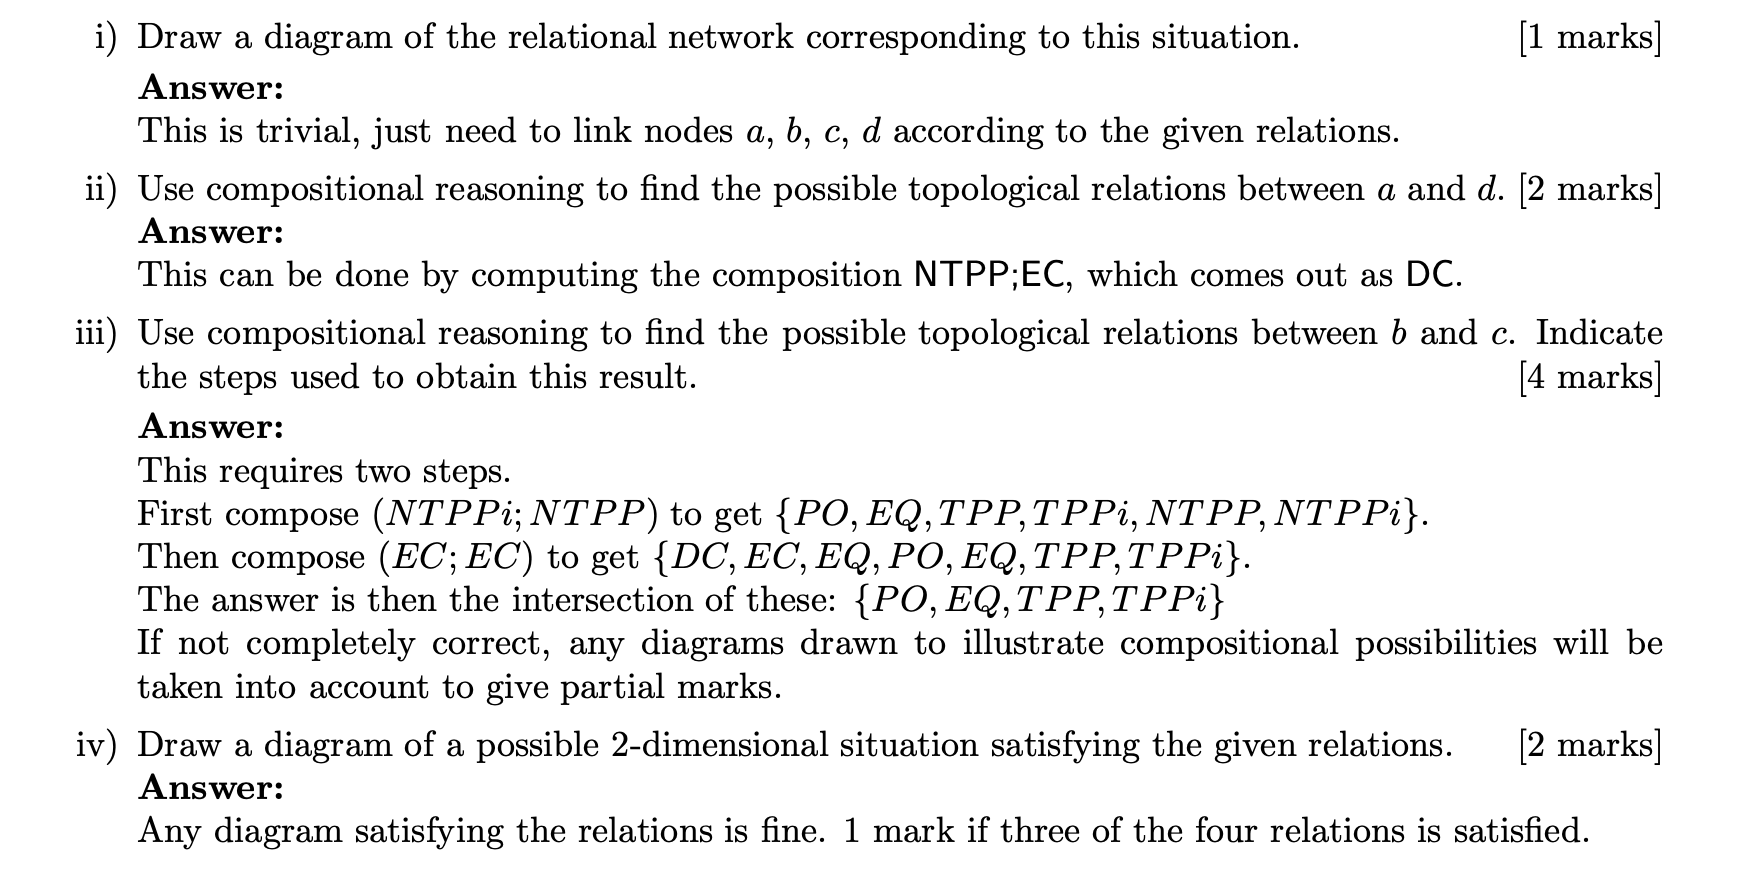 i) Draw a diagram of the relational network corresponding to this situation. [1 marks]
Answer:
This is trivial, just need to link nodes a, b, c, d according to the given relations.
ii) Use compositional reasoning to find the possible topological relations between a and d. [2 marks]
Answer:
This can be done by computing the composition NTPP;EC, which comes out as DC.
iii) Use compositional reasoning to find the possible topological relations between b and c. Indicate
the steps used to obtain this result. [4 marks]
Answer:
This requires two steps.
First compose (NTPPi; NTPP) to get {PO, EQ, TPP, TPPi, NTPP, NTPPi}.
Then compose (EC; EC) to get {DC, EC, EQ, PO, EQ, TPP, TPPi}.
The answer is then the intersection of these: {PO, EQ, TPP, TPPi}
If not completely correct, any diagrams drawn to illustrate compositional possibilities will be
taken into account to give partial marks.
iv) Draw a diagram of a possible 2-dimensional situation satisfying the given relations. [2 marks]
Answer:
Any diagram satisfying the relations is fine. 1 mark if three of the four relations is satisfied.